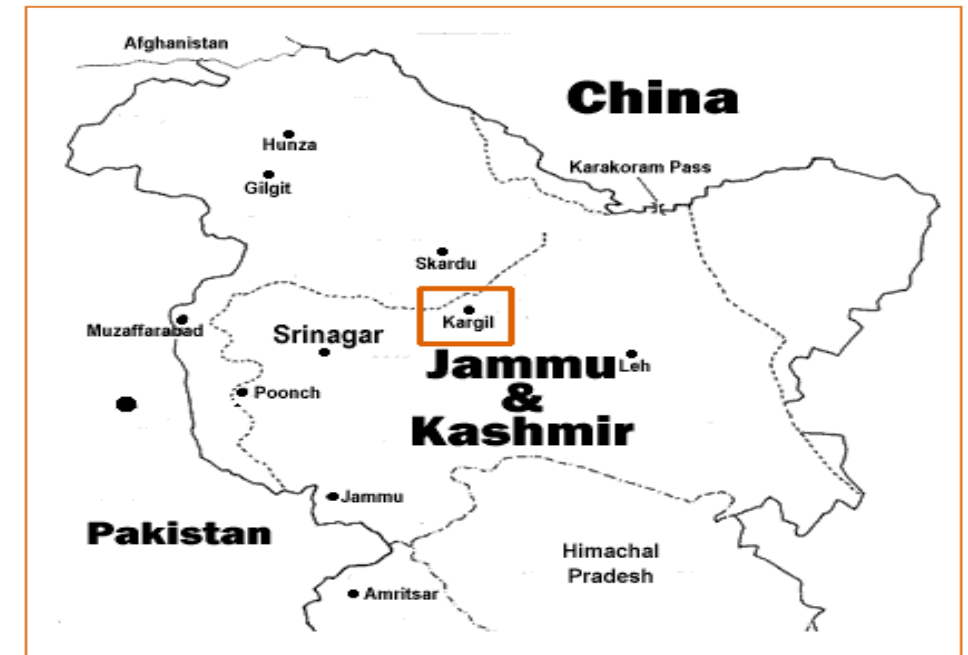 Afghanistan
China
Hunza
Karakoram Pass
Gilgit
Skardu
Kargil
Muzaffarabad
Srinagar
Jammu
Leh
&
Poonch
Kashmir
Jammu
Pakistan
Himachal
Pradesh
Amritsar